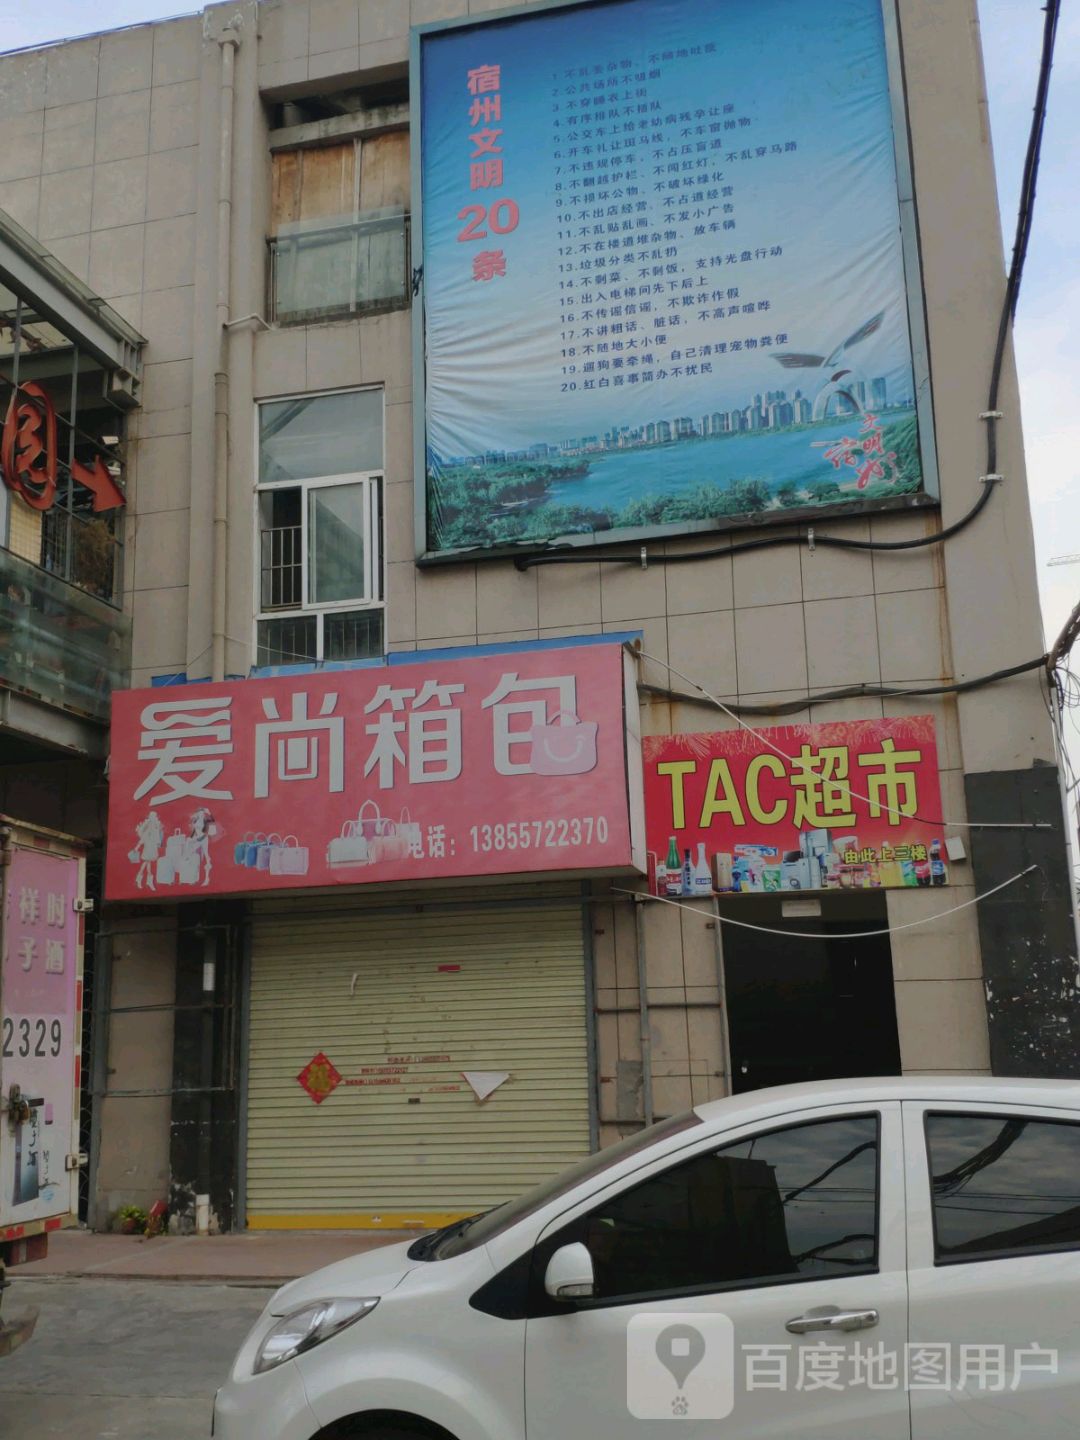 宿州文明20条
1.不乱丢杂物、不随地吐痰
2.公共场所不吸烟
3.不穿睡衣上街
4.有序排队不插队
5.公交车上给老幼病残孕让座
6.开车礼让斑马线，不车窗抛物
7.不违规停车、不占压盲道
8.不翻越护栏、不闯红灯、不乱穿马路
9.不损坏公物、不破坏绿化
10.不出店经营、不占道经营
11.不乱贴乱画、不发小广告
12.不在楼道堆杂物、放车辆
13.垃圾分类不乱扔
14.不剩菜、不剩饭，支持光盘行动
15.出入电梯间先下后上
16.不传谣信谣，不欺诈作假
17.不讲粗话、脏话，不高声喧哗
18.不随地大小便
19.遛狗要牵绳，自己清理宠物粪便
20.红白喜事简办不扰民
文明宿州
爱尚箱包
电话：13855722370
TAC超市
由此上三楼
祥时
子酒
2329
百度地图用户